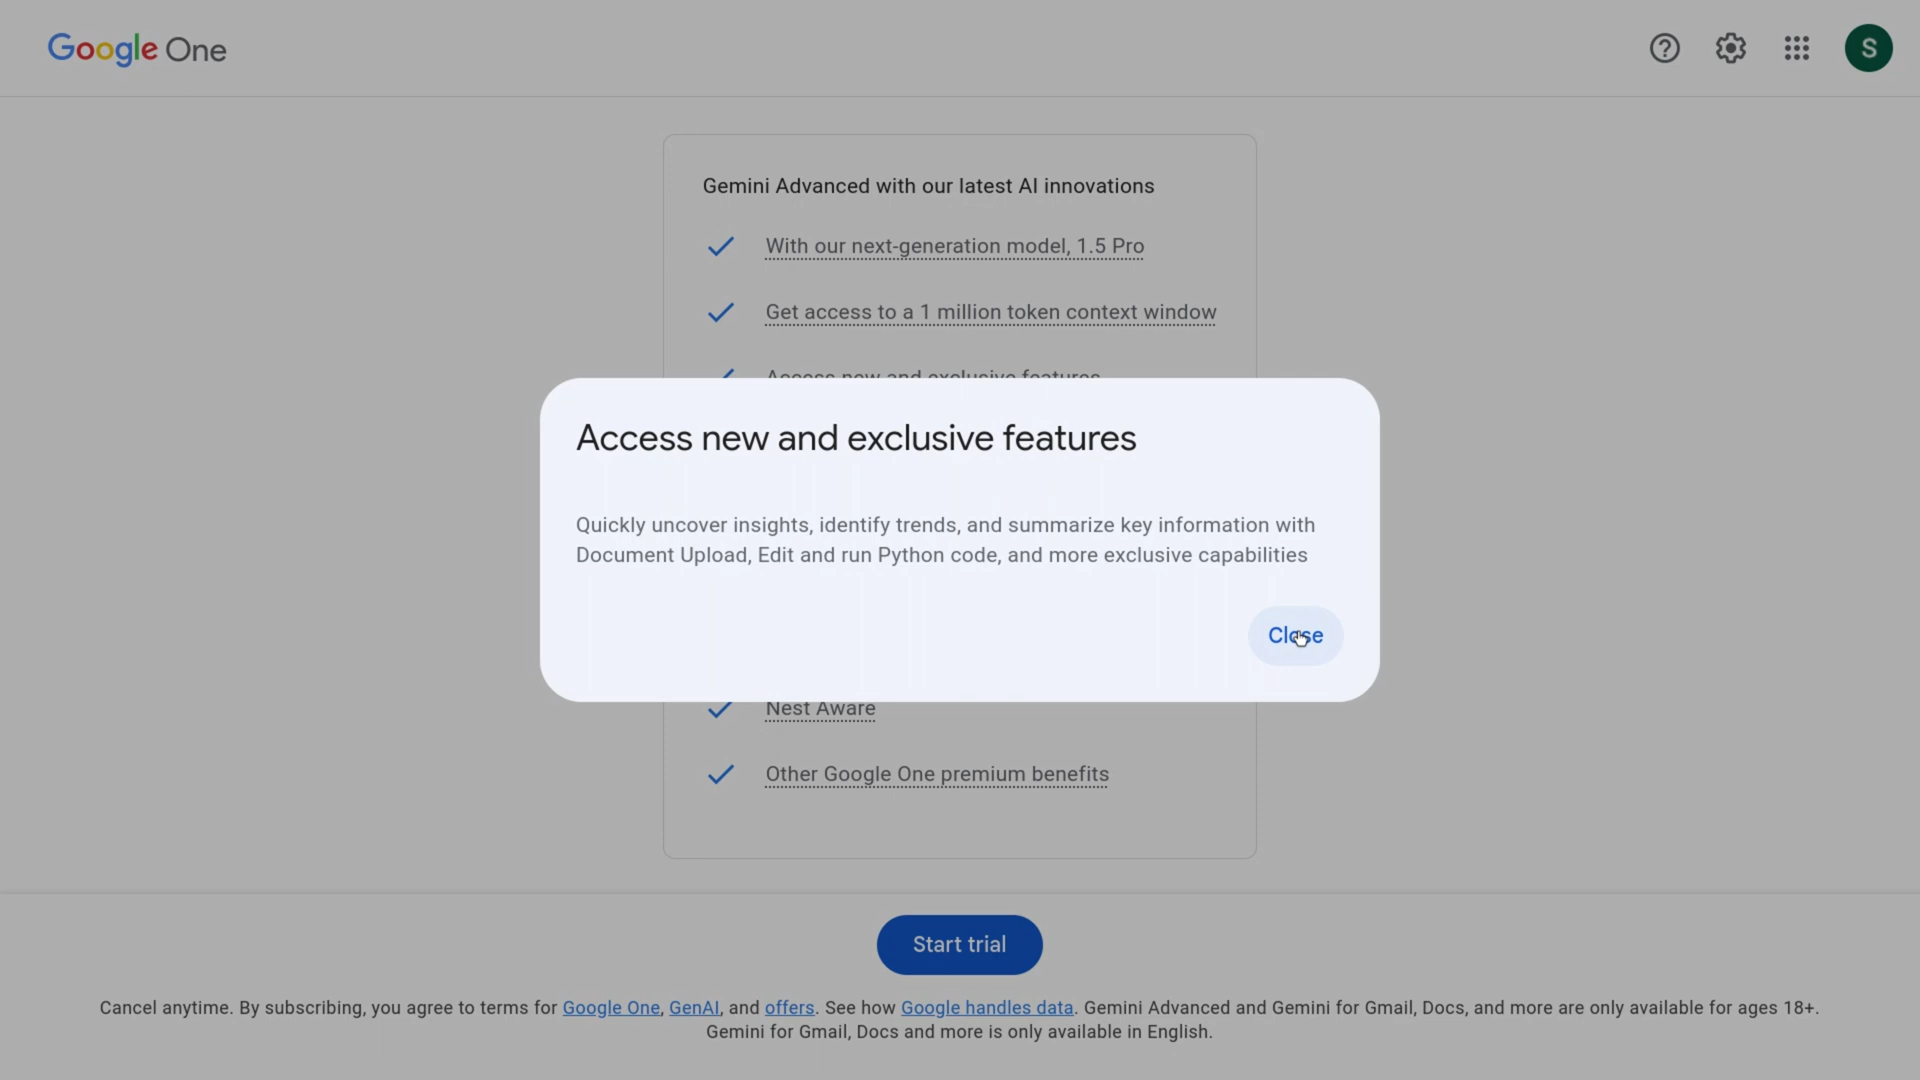 Google One
S
Gemini Advanced with our latest AI innovations
With our next-generation model, 1.5 Pro
Get access to a 1 million token context window
Access new and exclusive features
Access new and exclusive features
Quickly uncover insights, identify trends, and summarize key information with
Document Upload, Edit and run Python code, and more exclusive capabilities
Close
Nest Aware
Other Google One premium benefits
Start trial
Cancel anytime. By subscribing, you agree to terms for Google One, GenAI, and offers. See how Google handles data. Gemini Advanced and Gemini for Gmail, Docs, and more are only available for ages 18+.
Gemini for Gmail, Docs and more is only available in English.